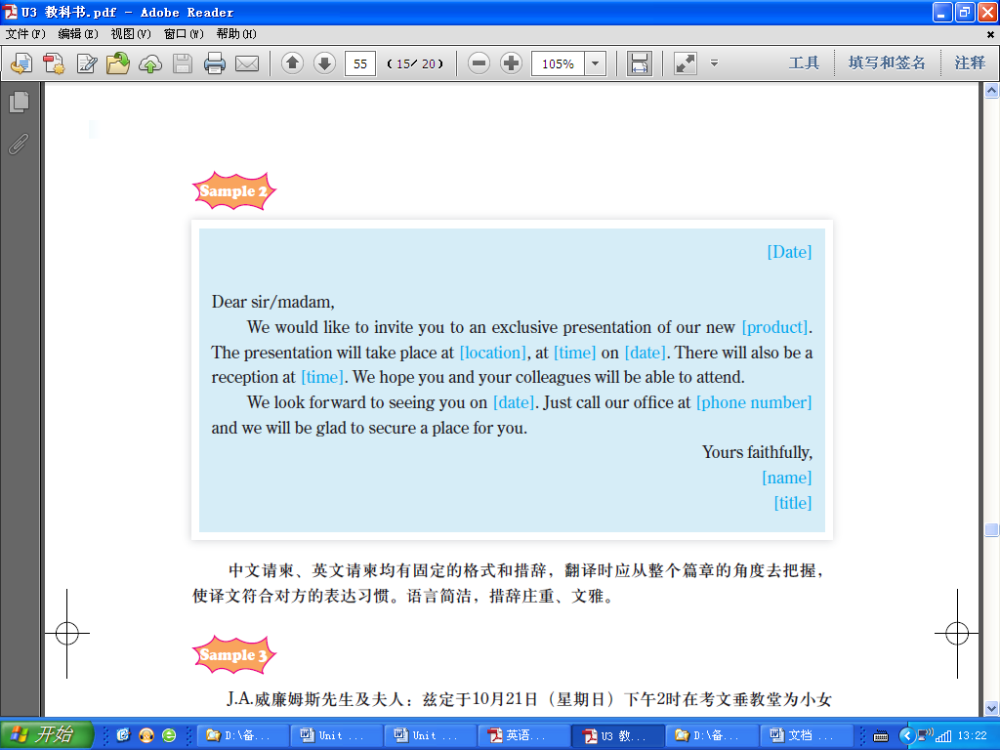 U3 教科书.pdf - Adobe Reader
文件(F) 编辑(E) 视图(V) 窗口(W) 帮助(H)
55 (15/ 20) 105% 工具 填写和签名 注释
Sample 2
[Date]
Dear sir/madam,
We would like to invite you to an exclusive presentation of our new [product].
The presentation will take place at [location], at [time] on [date]. There will also be a
reception at [time]. We hope you and your colleagues will be able to attend.
We look forward to seeing you on [date]. Just call our office at [phone number]
and we will be glad to secure a place for you.
Yours faithfully,
[name]
[title]
中文请柬、英文请柬均有固定的格式和措辞，翻译时应从整个篇章的角度去把握，
使译文符合对方的表达习惯。语言简洁，措辞庄重、文雅。
Sample 3
J.A.威廉姆斯先生及夫人：兹定于10月21日（星期日）下午2时在考文垂教堂为小女
开始 D:\备... Unit ... Unit ... 英语... U3 教... D:\备... 文档 ... 13:22